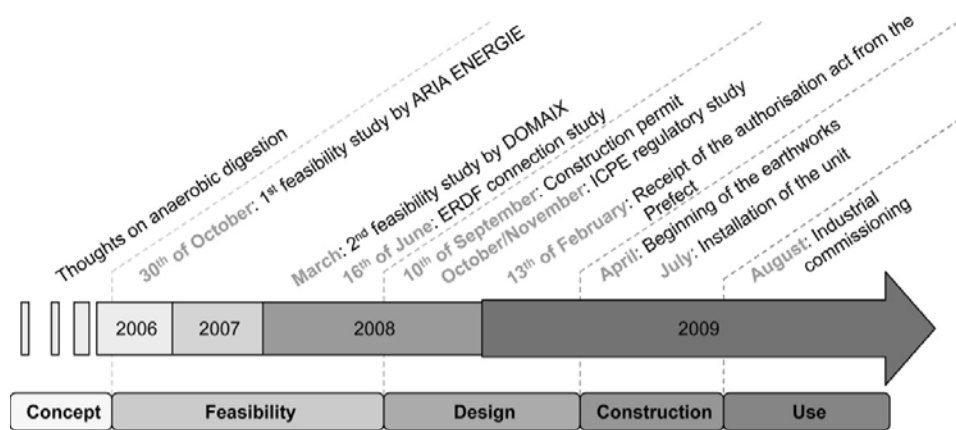 Thoughts on anaerobic digestion
30th of October: 1st feasibility study by ARIA ENERGIE
March: 2nd feasibility study by DOMAIX
16th of June: ERDF connection study
10th of September: Construction permit
October/November: ICPE regulatory study
13th of February: Receipt of the authorisation act from the
Prefect
April: Beginning of the earthworks
July: Installation of the unit
August: Industrial
commissioning
2006
2007
2008
2009
Concept
Feasibility
Design
Construction
Use